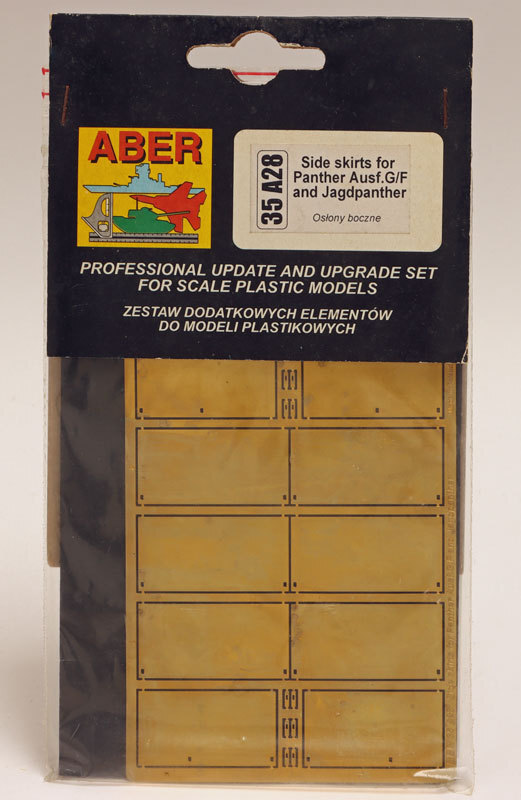 ABER
35 A28
Side skirts for
Panther Ausf.G/F
and Jagdpanther
Osłony boczne
PROFESSIONAL UPDATE AND UPGRADE SET
FOR SCALE PLASTIC MODELS
ZESTAW DODATKOWYCH ELEMENTÓW
DO MODELI PLASTIKOWYCH